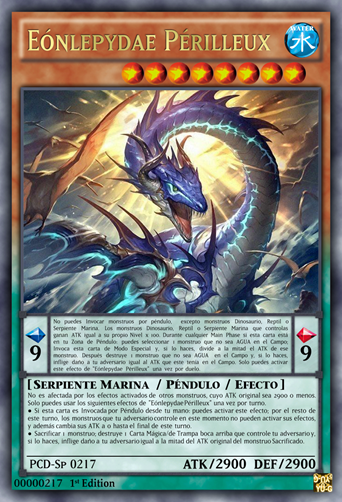 Eónlepydae Périlleux
WATER
水
No puedes Invocar monstruos por péndulo, excepto monstruos Dinosaurio, Reptil o
Serpiente Marina. Los monstruos Dinosaurio, Reptil o Serpiente Marina que controlas
ganan ATK igual a su propio Nivel x 100. Durante cualquier Main Phase si esta carta está
en tu Zona de Péndulo: puedes seleccionar 1 monstruo que no sea AGUA en el Campo;
Invoca esta carta de Modo Especial y, si lo haces, divide a la mitad el ATK de ese
monstruo. Después destruye 1 monstruo que no sea AGUA en el Campo y, si lo haces,
inflige daño a tu adversario igual al ATK que este tenía en el Campo. Solo puedes activar
este efecto de "Eónlepydae Périlleux" una vez por duelo.
9
9
[Serpiente Marina / Péndulo / Efecto]
No es afectada por los efectos activados de otros monstruos, cuyo ATK original sea 2900 o menos.
Solo puedes usar los siguientes efectos de "Eónlepydae Périlleux" una vez por turno.
● Si esta carta es Invocada por Péndulo desde tu mano: puedes activar este efecto, por el resto de
este turno, los monstruos que tu adversario controle en este momento no pueden activar sus efectos,
y además cambia sus ATK a 0 hasta el final de este turno.
● Sacrificar 1 monstruo; destruye 1 Carta Mágica/de Trampa boca arriba que controle tu adversario y,
si lo haces, inflige daño a tu adversario igual a la mitad del ATK original del monstruo Sacrificado.
PCD-Sp 0217
ATK/2900 DEF/2900
00000217 1st Edition